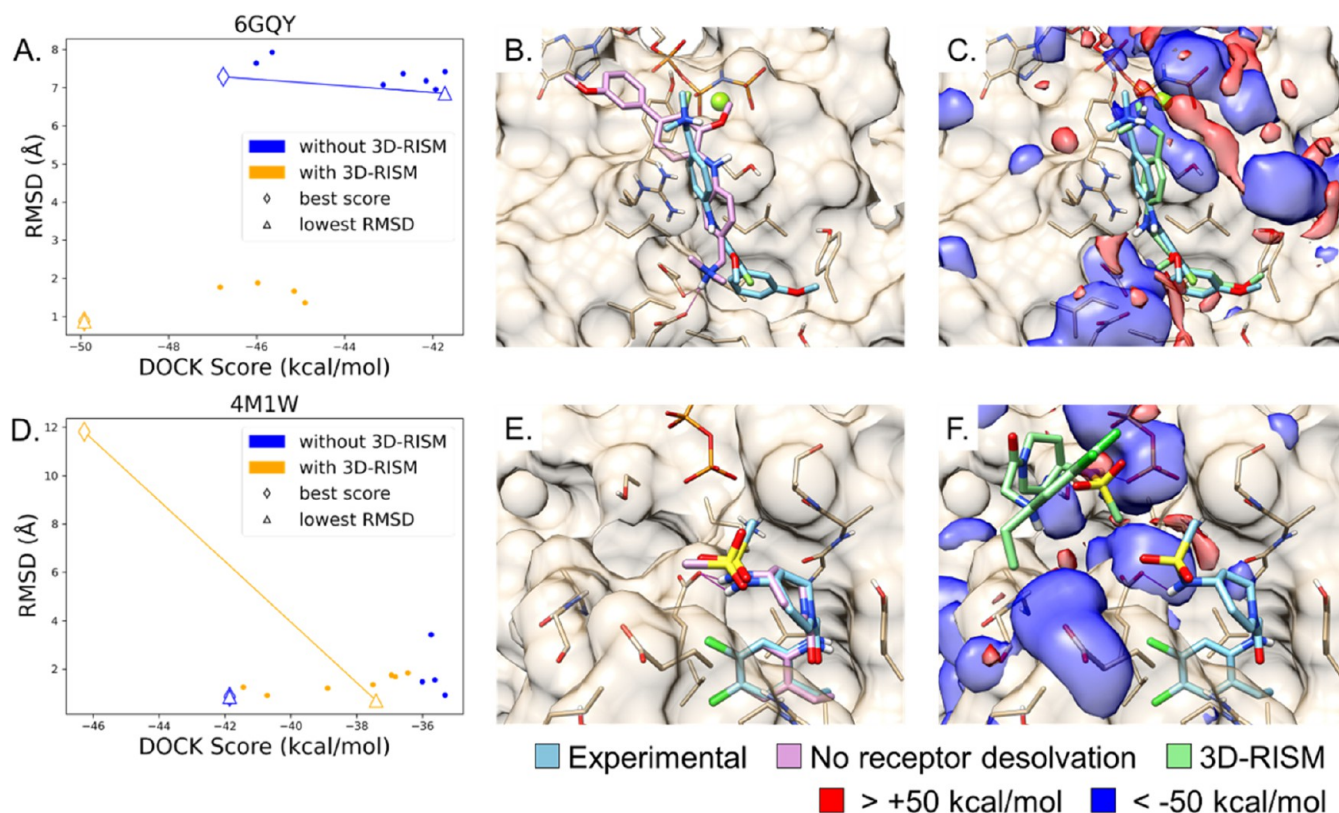 A.
6GQY
8
7
6
5
4
3
2
1
RMSD (Å)
without 3D-RISM
with 3D-RISM
best score
lowest RMSD
−50 −48 −46 −44 −42
DOCK Score (kcal/mol)
B.
C.
D.
4M1W
12
10
8
6
4
2
RMSD (Å)
without 3D-RISM
with 3D-RISM
best score
lowest RMSD
−46 −44 −42 −40 −38 −36
DOCK Score (kcal/mol)
E.
F.
Experimental No receptor desolvation 3D-RISM
> +50 kcal/mol < -50 kcal/mol